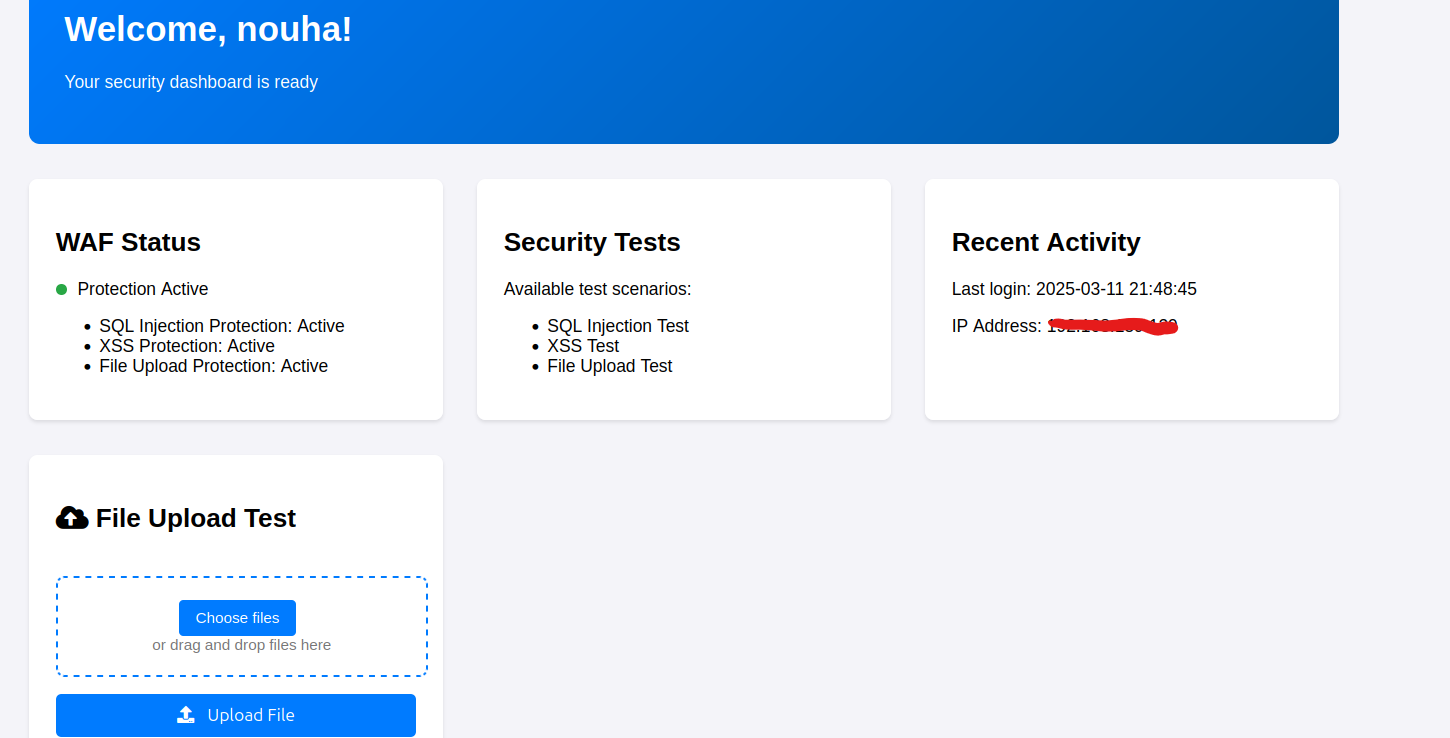 Welcome, nouha!
Your security dashboard is ready
WAF Status
Protection Active
SQL Injection Protection: Active
XSS Protection: Active
File Upload Protection: Active
Security Tests
Available test scenarios:
SQL Injection Test
XSS Test
File Upload Test
Recent Activity
Last login: 2025-03-11 21:48:45
IP Address:
File Upload Test
Choose files
or drag and drop files here
Upload File